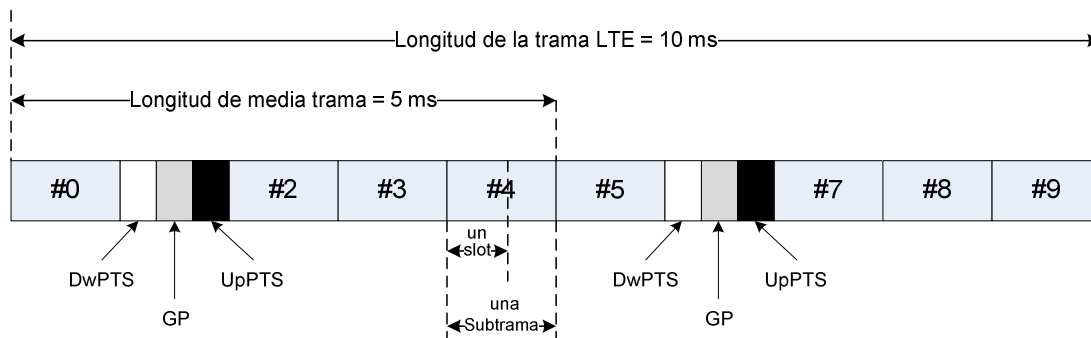 Longitud de la trama LTE = 10 ms
Longitud de media trama = 5 ms
#0 #2 #3 #4 #5 #7 #8 #9
un
slot
DwPTS UpPTS DwPTS UpPTS
una
GP Subtrama GP